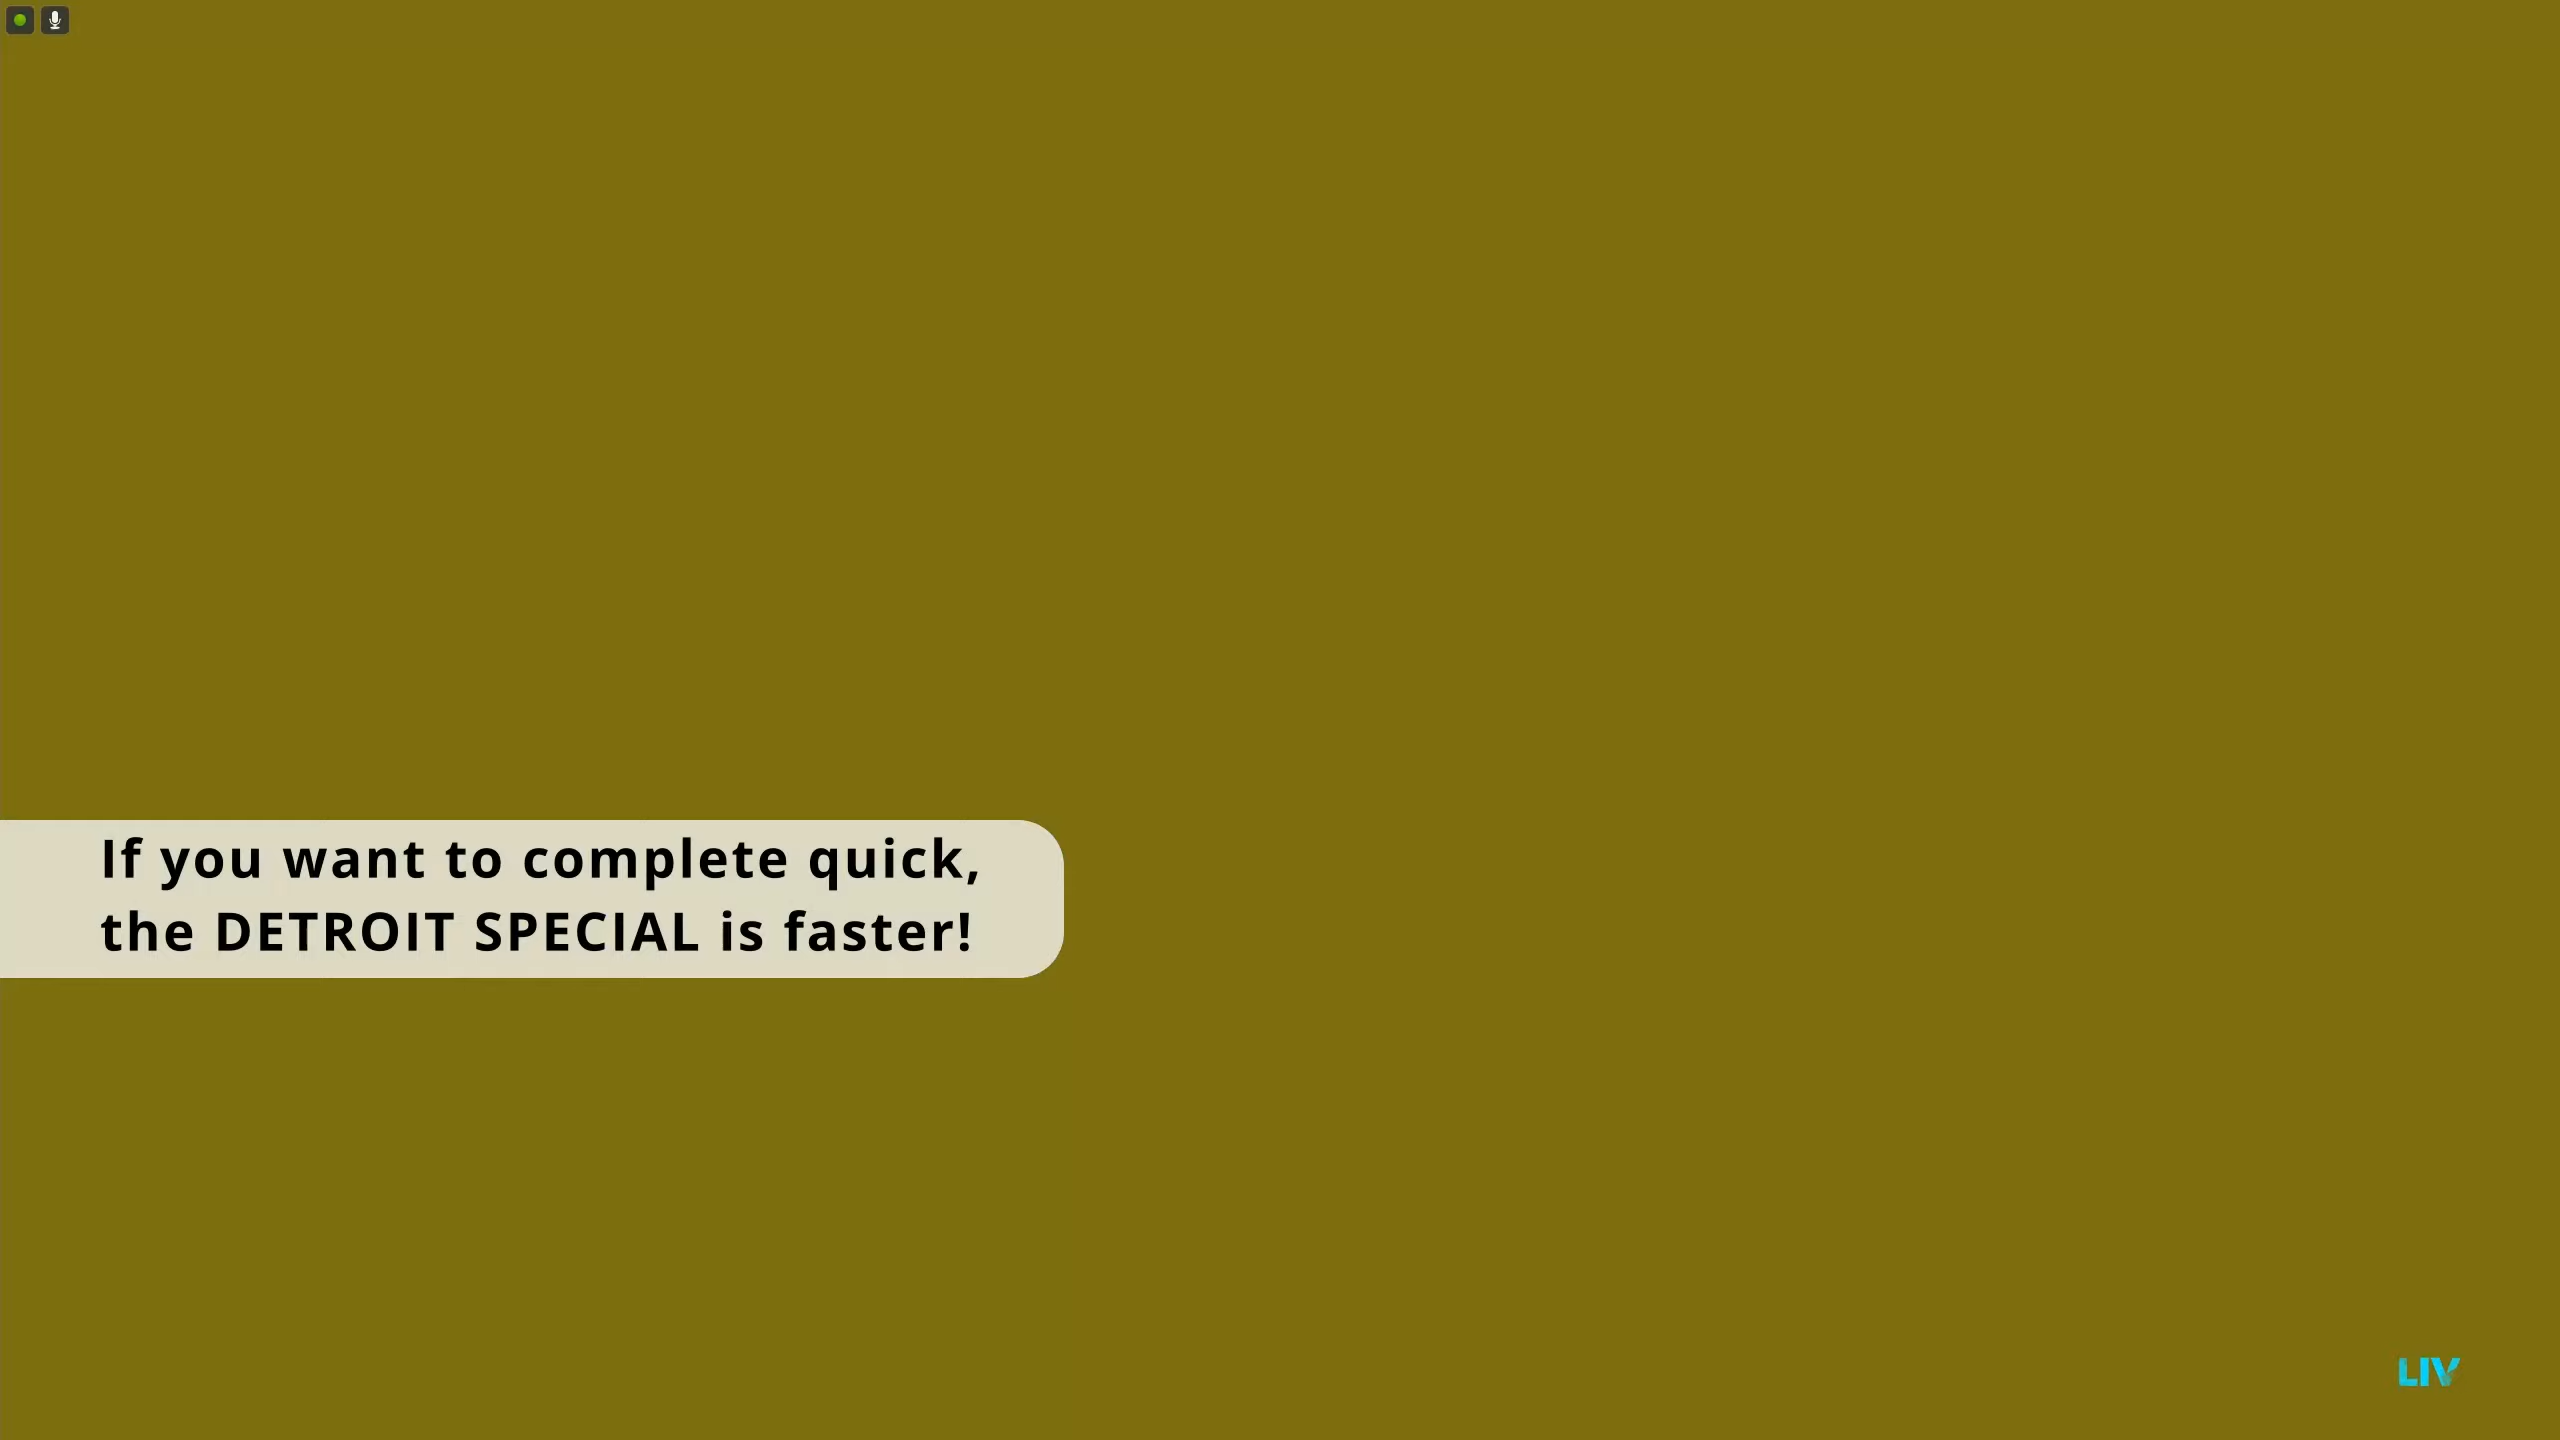 If you want to complete quick,
the DETROIT SPECIAL is faster!
LIV